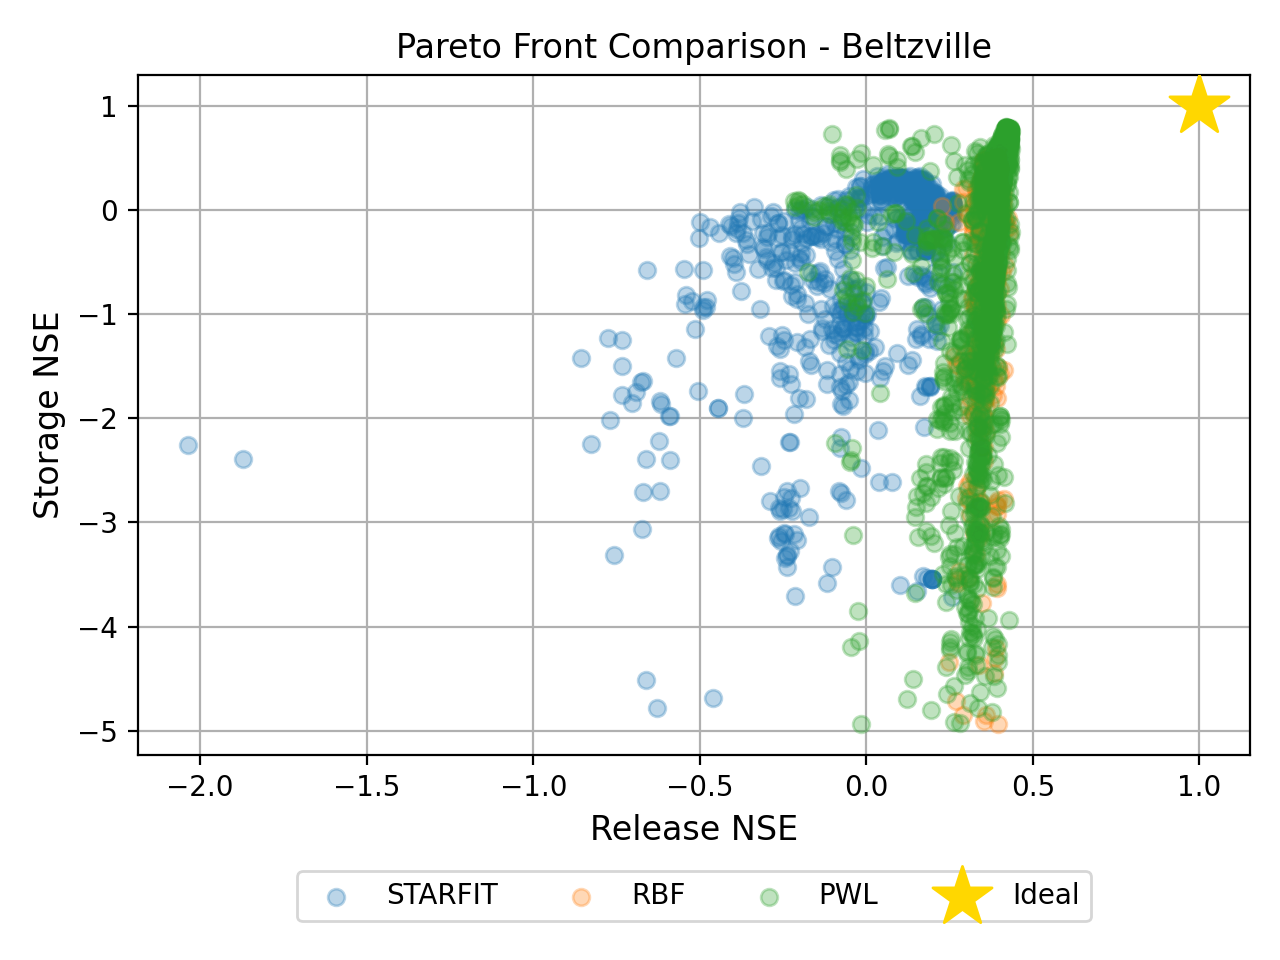 Pareto Front Comparison - Beltzville
Storage NSE
1
0
−1
−2
−3
−4
−5
−2.0 −1.5 −1.0 −0.5 0.0 0.5 1.0
Release NSE
STARFIT RBF PWL Ideal